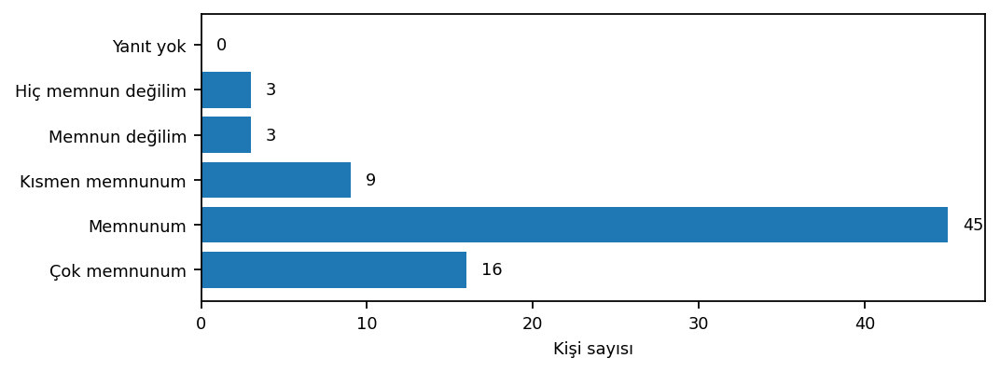 Yanıt yok 0
Hiç memnun değilim 3
Memnun değilim 3
Kısmen memnunum 9
Memnunum 45
Çok memnunum 16
0 10 20 30 40
Kişi sayısı